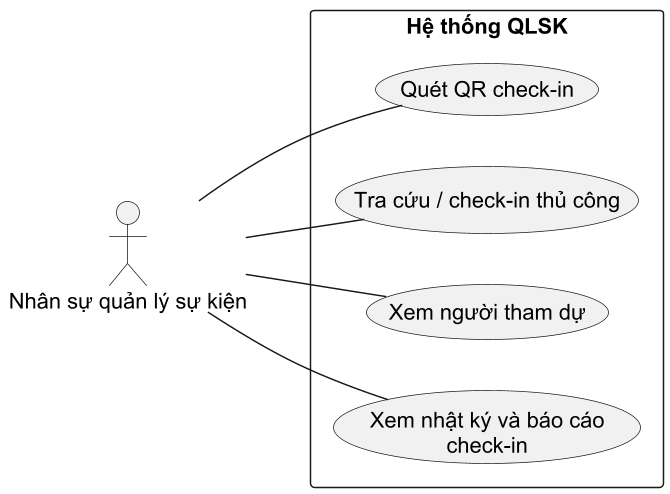 Hệ thống QLSK
Quét QR check-in
Tra cứu / check-in thủ công
Nhân sự quản lý sự kiện
Xem người tham dự
Xem nhật ký và báo cáo
check-in